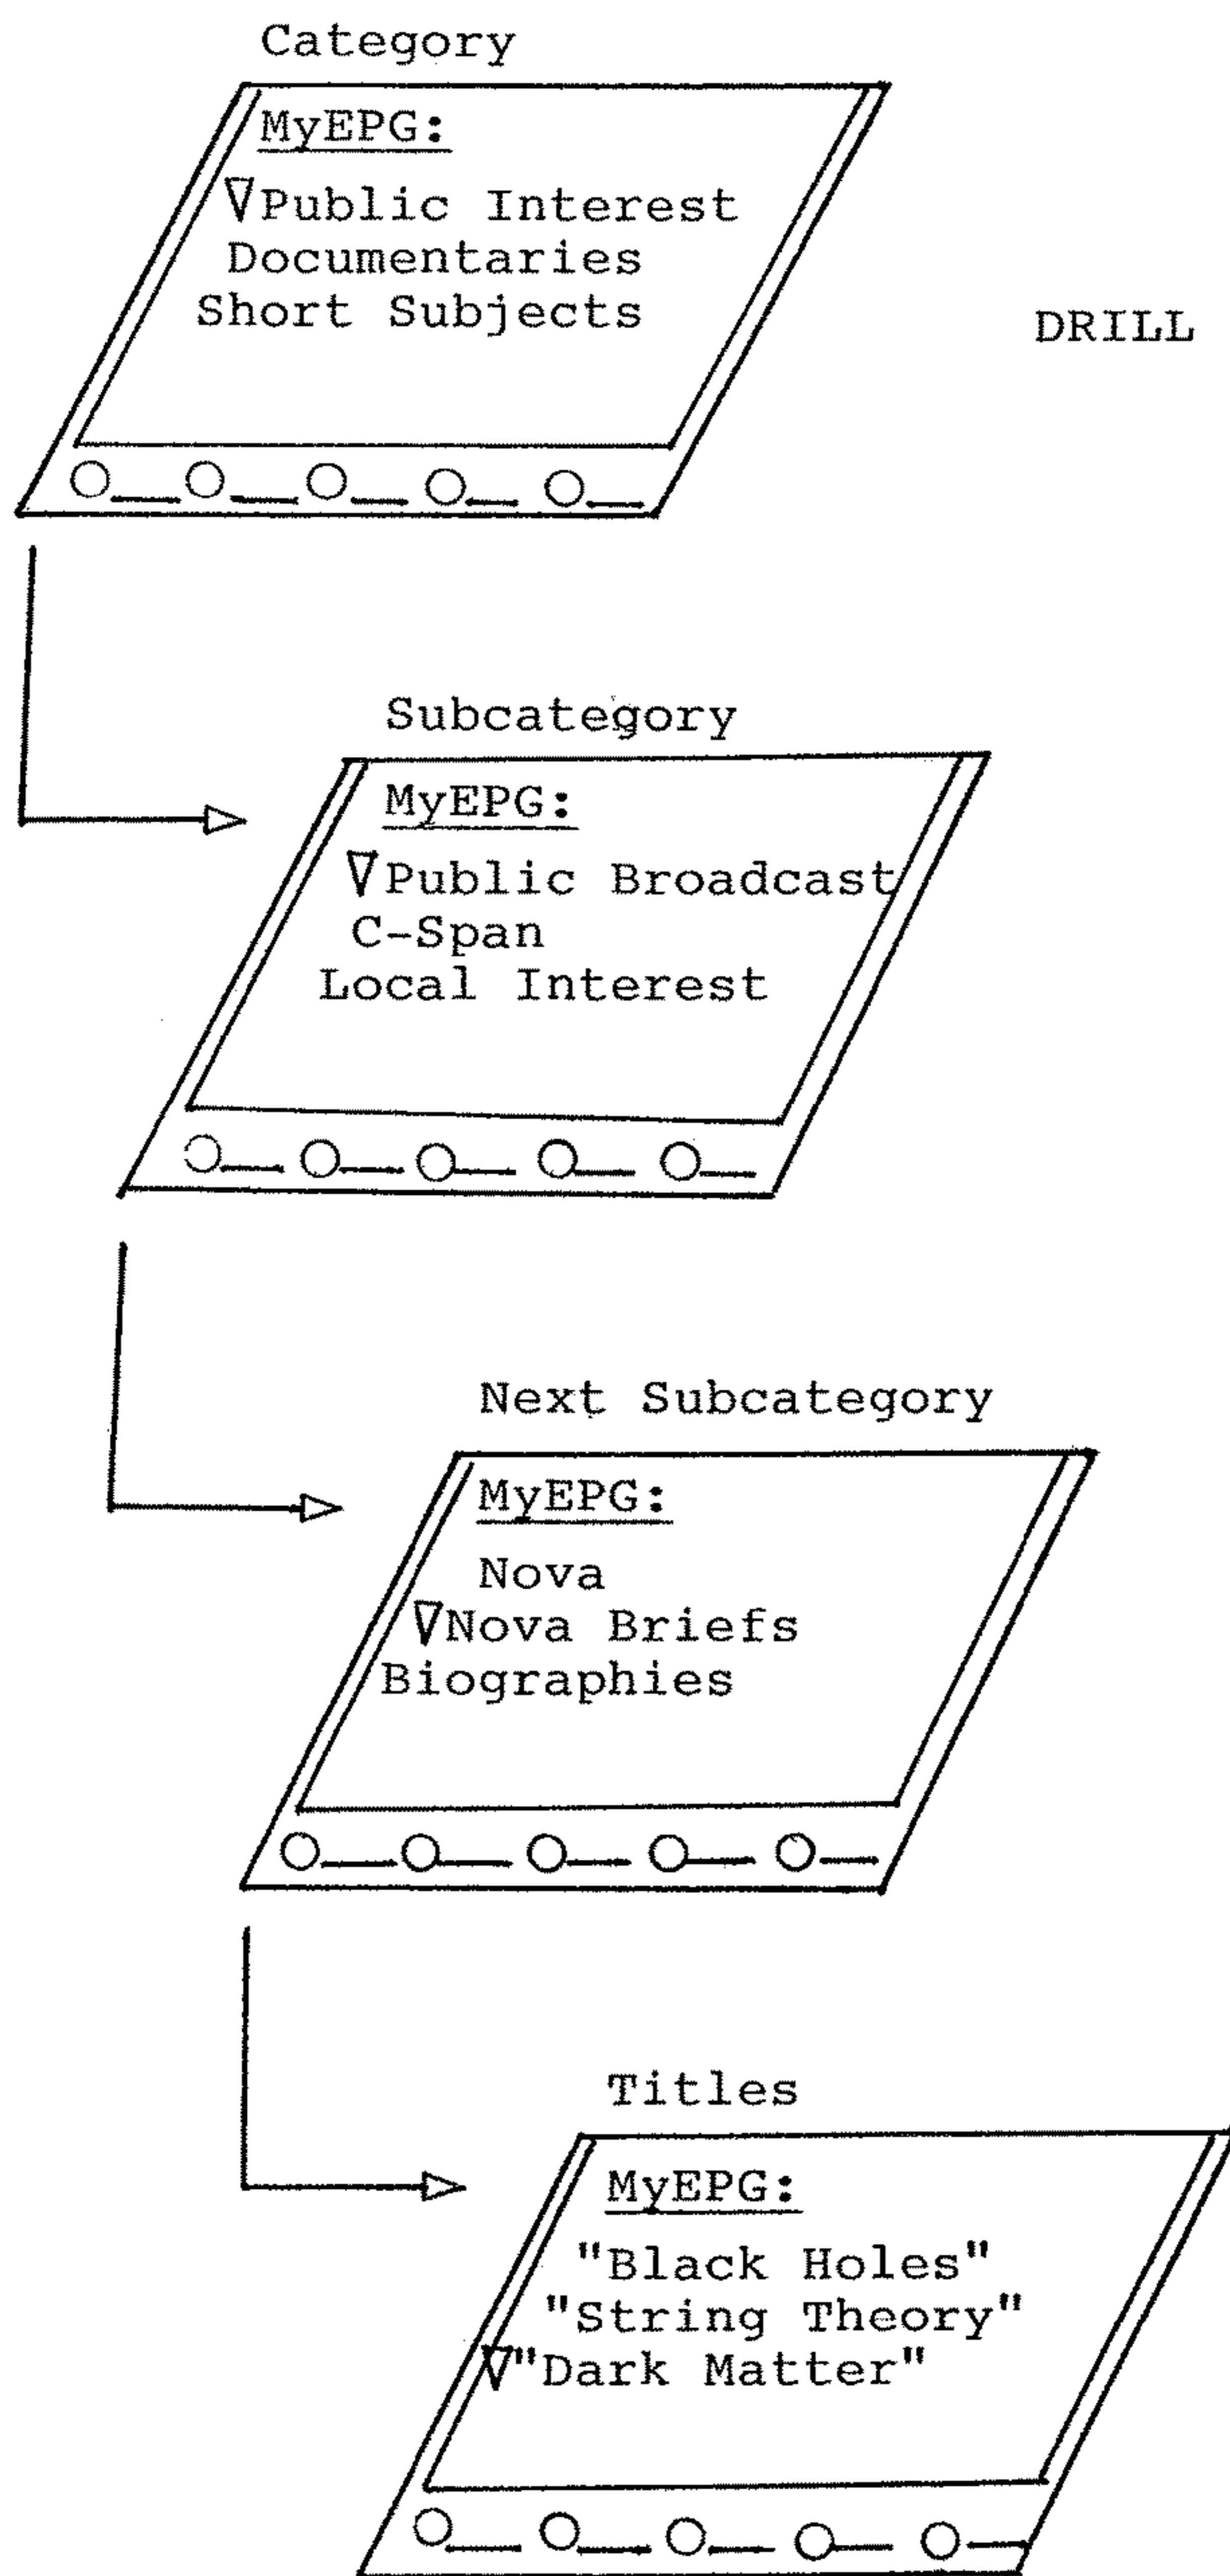 Category
MyEPG:
Public Interest
Documentaries
Short Subjects
DRILL
Subcategory
MyEPG:
Public Broadcast
C-Span
Local Interest
Next Subcategory
MyEPG:
Nova
Nova Briefs
Biographies
Titles
MyEPG:
"Black Holes"
"String Theory"
"Dark Matter"